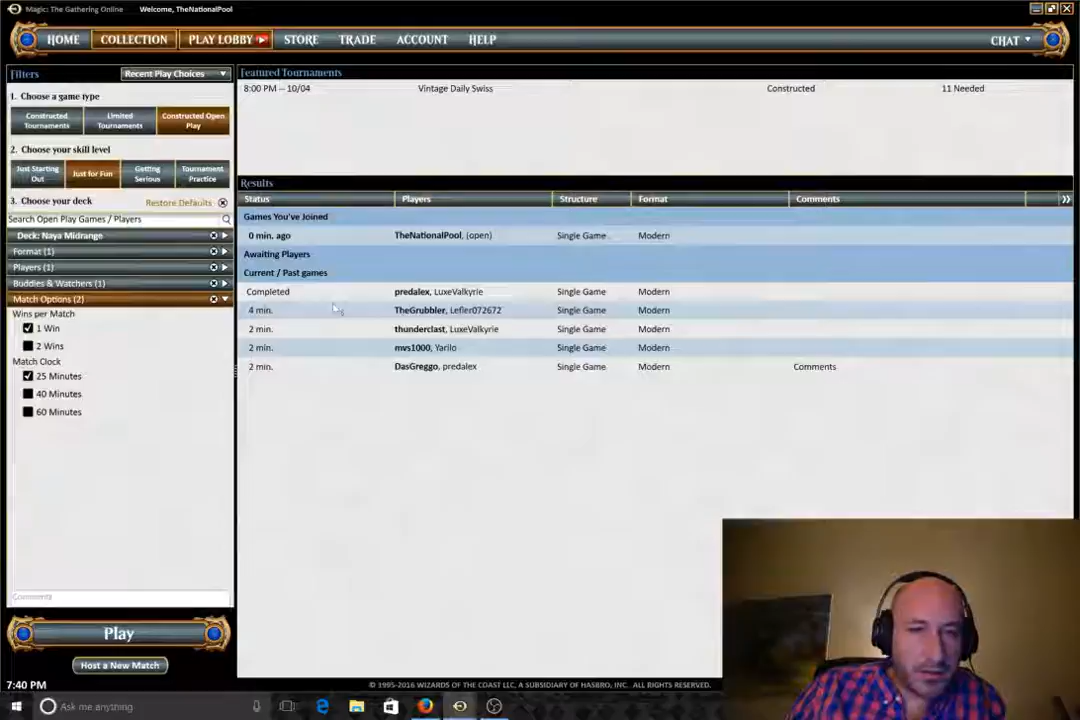 Magic: The Gathering Online Welcome, TheNationalPool
HOME COLLECTION PLAY LOBBY STORE TRADE ACCOUNT HELP CHAT
Filters Recent Play Choices
1. Choose a game type
Constructed Tournaments
Limited Tournaments
Constructed Open Play
2. Choose your skill level
Just Starting Out
Just for Fun
Getting Serious
Tournament Practice
3. Choose your deck Restore Defaults
Search Open Play Games / Players
Deck: Naya Midrange
Format (1)
Players (1)
Buddies & Watchers (1)
Match Options (2)
Wins per Match
1 Win
2 Wins
Match Clock
25 Minutes
40 Minutes
60 Minutes
Comments
Play
Host a New Match
7:40 PM
Featured Tournaments
8:00 PM -- 10/04 Vintage Daily Swiss Constructed 11 Needed
Results
Status Players Structure Format Comments
Games You've Joined
0 min. ago TheNationalPool, (open) Single Game Modern
Awaiting Players
Current / Past games
Completed predalex, LuxeValkyrie Single Game Modern
4 min. TheGrubbler, Lefler072672 Single Game Modern
2 min. thunderclast, LuxeValkyrie Single Game Modern
2 min. mvs1000, Yarilo Single Game Modern
2 min. DasGreggo, predalex Single Game Modern Comments
© 1995-2016 WIZARDS OF THE COAST LLC, A SUBSIDIARY OF HASBRO, INC. ALL RIGHTS RESERVED.
Ask me anything